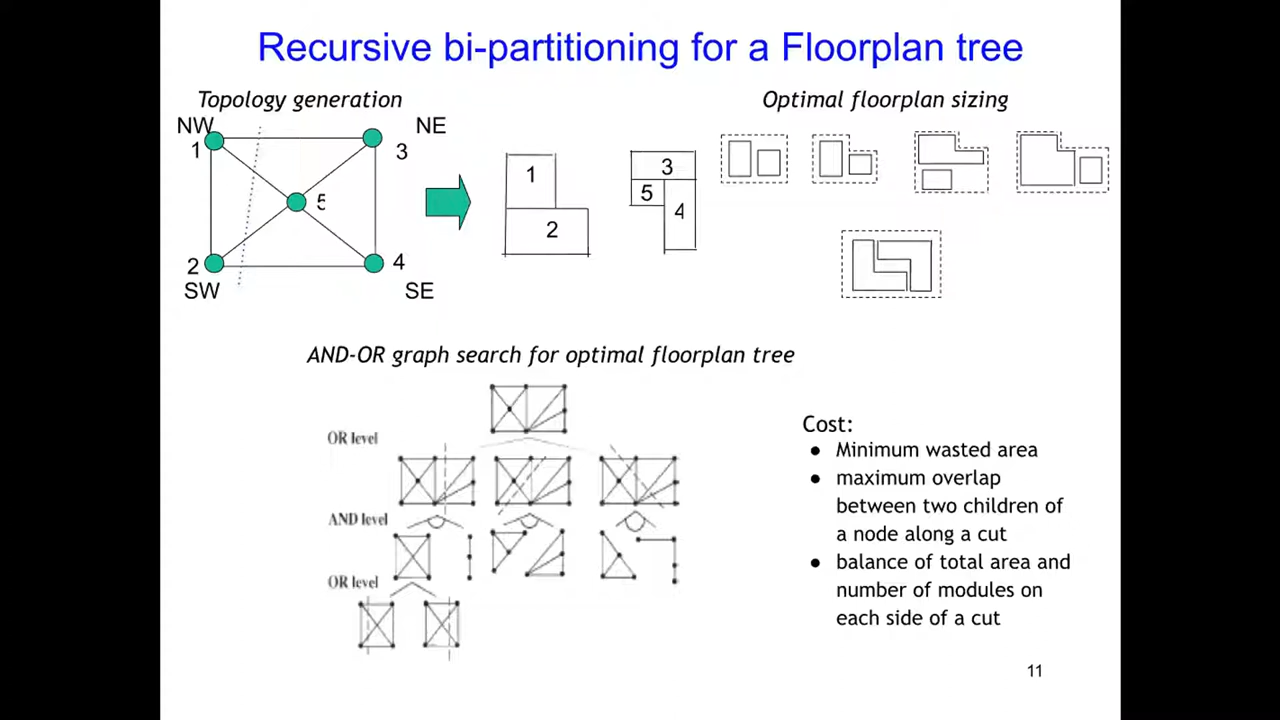 Recursive bi-partitioning for a Floorplan tree
Topology generation
Optimal floorplan sizing
NW
NE
1
3
5
2
4
SW
SE
1
2
3
5
4
AND-OR graph search for optimal floorplan tree
OR level
AND level
OR level
Cost:
● Minimum wasted area
● maximum overlap
between two children of
a node along a cut
● balance of total area and
number of modules on
each side of a cut
11